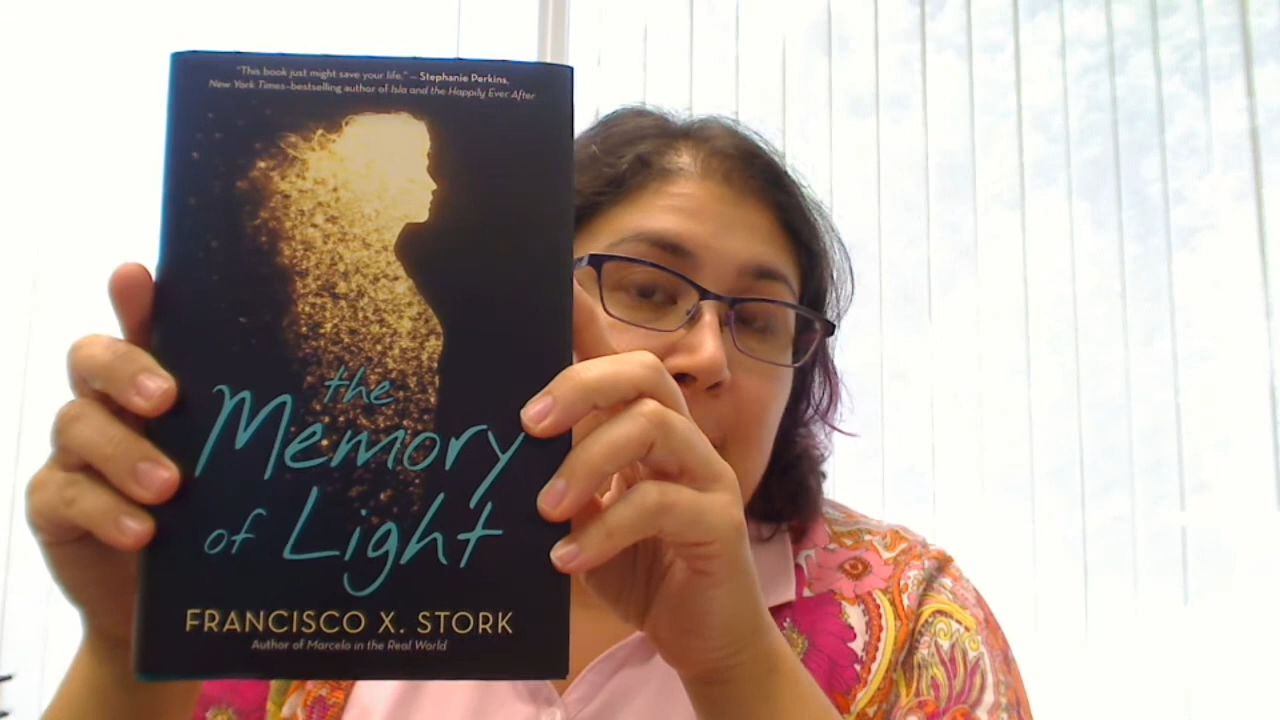 "This book just might save your life." — Stephanie Perkins,
New York Times–bestselling author of Isla and the Happily Ever After
the
Memory
of Light
FRANCISCO X. STORK
Author of Marcelo in the Real World